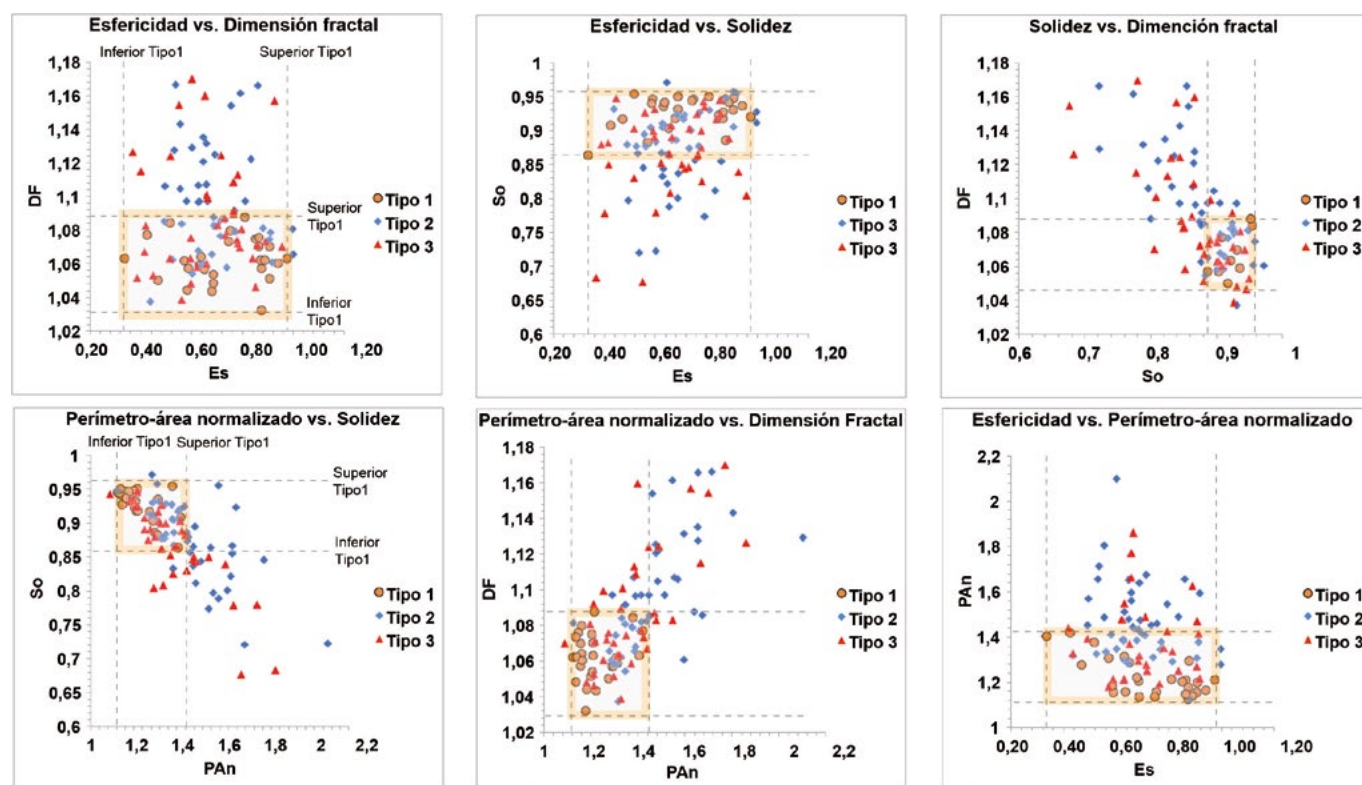 Esfericidad vs. Dimensión fractal
Inferior Tipo1
Superior Tipo1
DF
1,18
1,16
1,14
1,12
1,1
1,08
1,06
1,04
1,02
Superior
Tipo1
Inferior
Tipo1
Tipo 1
Tipo 2
Tipo 3
0,20 0,40 0,60 0,80 1,00 1,20
Es
Esfericidad vs. Solidez
So
1
0,95
0,9
0,85
0,8
0,75
0,7
0,65
0,6
Tipo 1
Tipo 3
Tipo 3
0,20 0,40 0,60 0,80 1,00 1,20
Es
Solidez vs. Dimención fractal
DF
1,18
1,16
1,14
1,12
1,1
1,08
1,06
1,04
1,02
Tipo 1
Tipo 2
Tipo 3
0,6 0,7 0,8 0,9 1
So
Perímetro-área normalizado vs. Solidez
Inferior Tipo1 Superior Tipo1
So
1
0,95
0,9
0,85
0,8
0,75
0,7
0,65
0,6
Superior
Tipo1
Inferior
Tipo1
Tipo 1
Tipo 2
Tipo 3
1 1,2 1,4 1,6 1,8 2 2,2
PAn
Perímetro-área normalizado vs. Dimensión Fractal
DF
1,18
1,16
1,14
1,12
1,1
1,08
1,06
1,04
1,02
Tipo 1
Tipo 2
Tipo 3
1 1,2 1,4 1,6 1,8 2 2,2
PAn
Esfericidad vs. Perímetro-área normalizado
PAn
2,2
2
1,8
1,6
1,4
1,2
1
Tipo 1
Tipo 2
Tipo 3
0,20 0,40 0,60 0,80 1,00 1,20
Es